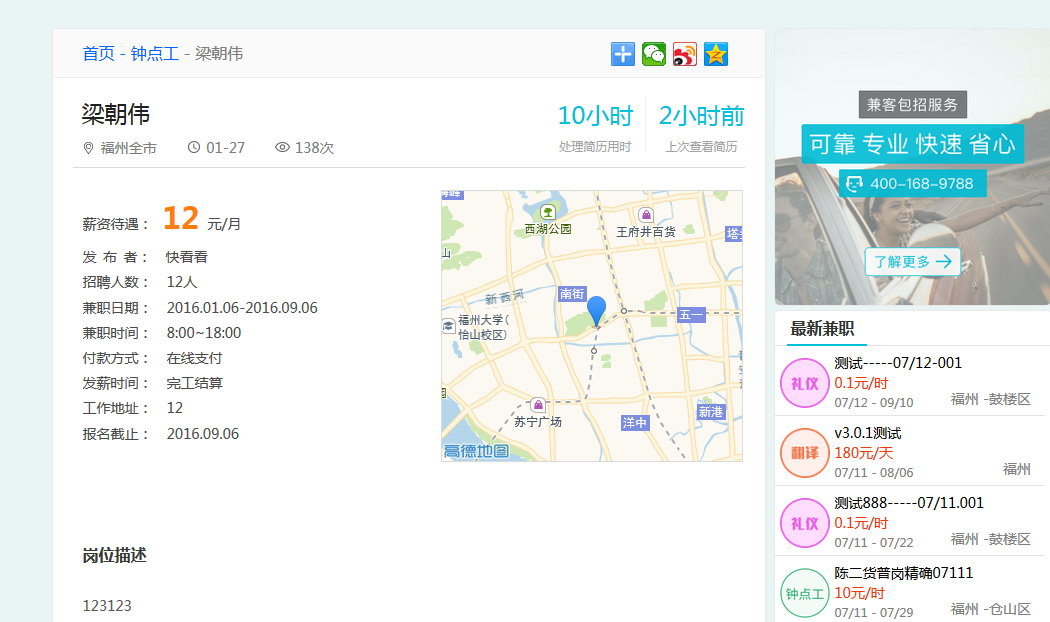 首页 - 钟点工 - 梁朝伟
梁朝伟
福州全市 01-27 138次
10小时 2小时前
处理简历用时 上次查看简历
薪资待遇： 12 元/月
发 布 者： 快看看
招聘人数： 12人
兼职日期： 2016.01.06-2016.09.06
兼职时间： 8:00~18:00
付款方式： 在线支付
发薪时间： 完工结算
工作地址： 12
报名截止： 2016.09.06
西湖公园
王府井百货
山
新西河
南街
五一
福州大学(
怡山校区)
苏宁广场
洋中
新港
高德地图
岗位描述
123123
兼客包招服务
可靠 专业 快速 省心
400-168-9788
了解更多
最新兼职
礼仪
测试-----07/12-001
0.1元/时
07/12 - 09/10 福州 -鼓楼区
翻译
v3.0.1测试
180元/天
07/11 - 08/06 福州
礼仪
测试888-----07/11.001
0.1元/时
07/11 - 07/22 福州 -鼓楼区
钟点工
陈二货普岗精确07111
10元/时
07/11 - 07/29 福州 -仓山区